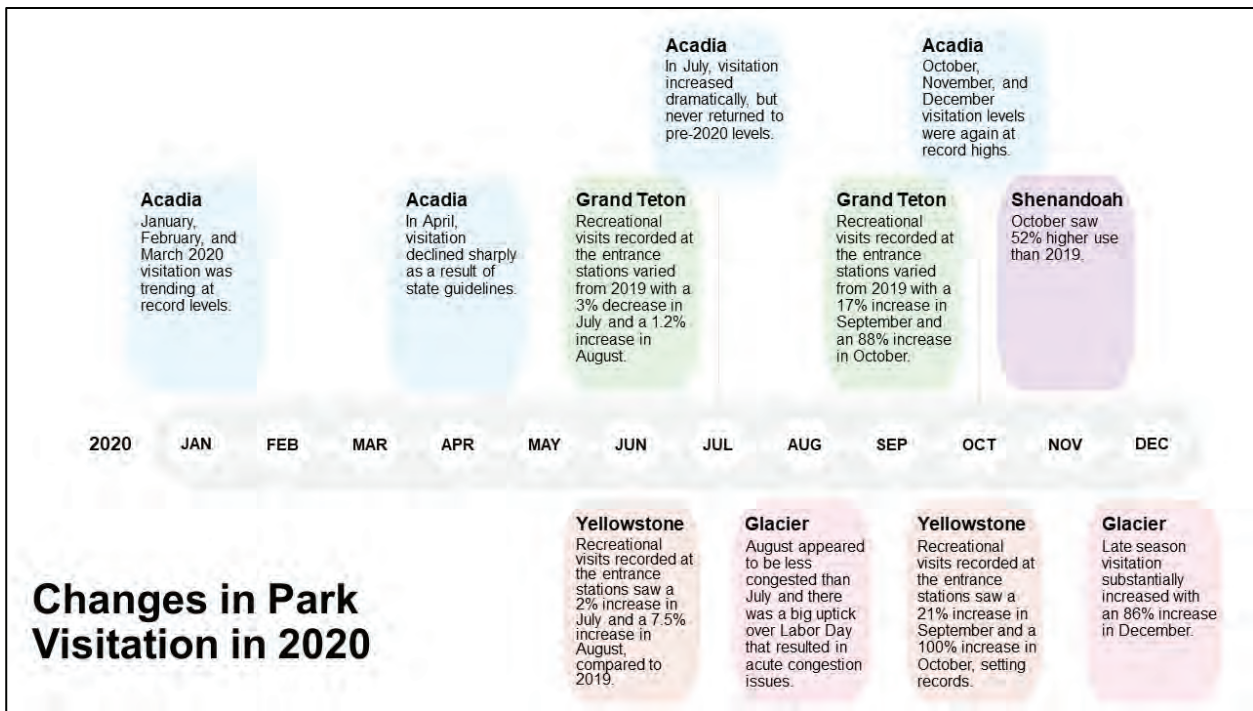 Acadia
In July, visitation
increased
dramatically, but
never returned to
pre-2020 levels.
Acadia
October,
November, and
December
visitation levels
were again at
record highs.
Acadia
January,
February, and
March 2020
visitation was
trending at
record levels.
Acadia
In April,
visitation
declined sharply
as a result of
state guidelines.
Grand Teton
Recreational
visits recorded at
the entrance
stations varied
from 2019 with a
3% decrease in
July and a 1.2%
increase in
August.
Grand Teton
Recreational
visits recorded at
the entrance
stations varied
from 2019 with a
17% increase in
September and
an 88% increase
in October.
Shenandoah
October saw
52% higher use
than 2019.
2020 JAN FEB MAR APR MAY JUN JUL AUG SEP OCT NOV DEC
Yellowstone
Recreational
visits recorded at
the entrance
stations saw a
2% increase in
July and a 7.5%
increase in
August,
compared to
2019.
Glacier
August appeared
to be less
congested than
July and there
was a big uptick
over Labor Day
that resulted in
acute congestion
issues.
Yellowstone
Recreational
visits recorded at
the entrance
stations saw a
21% increase in
September and a
100% increase in
October, setting
records.
Glacier
Late season
visitation
substantially
increased with
an 86% increase
in December.
Changes in Park
Visitation in 2020